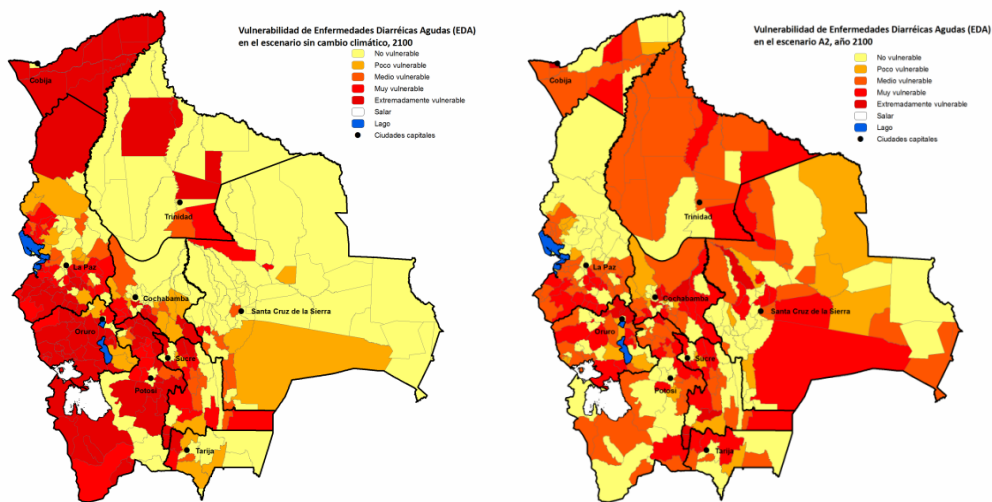 Vulnerabilidad de Enfermedades Diarréicas Agudas (EDA)
en el escenario sin cambio climático, 2100
No vulnerable
Poco vulnerable
Medio vulnerable
Muy vulnerable
Extremadamente vulnerable
Salar
Lago
Ciudades capitales
Cobija
Trinidad
La Paz
Cochabamba
Oruro
Santa Cruz de la Sierra
Sucre
Potosí
Tarija
Vulnerabilidad de Enfermedades Diarréicas Agudas (EDA)
en el escenario A2, año 2100
No vulnerable
Poco vulnerable
Medio vulnerable
Muy vulnerable
Extremadamente vulnerable
Salar
Lago
Ciudades capitales
Cobija
Trinidad
La Paz
Cochabamba
Oruro
Santa Cruz de la Sierra
Sucre
Potosí
Tarija